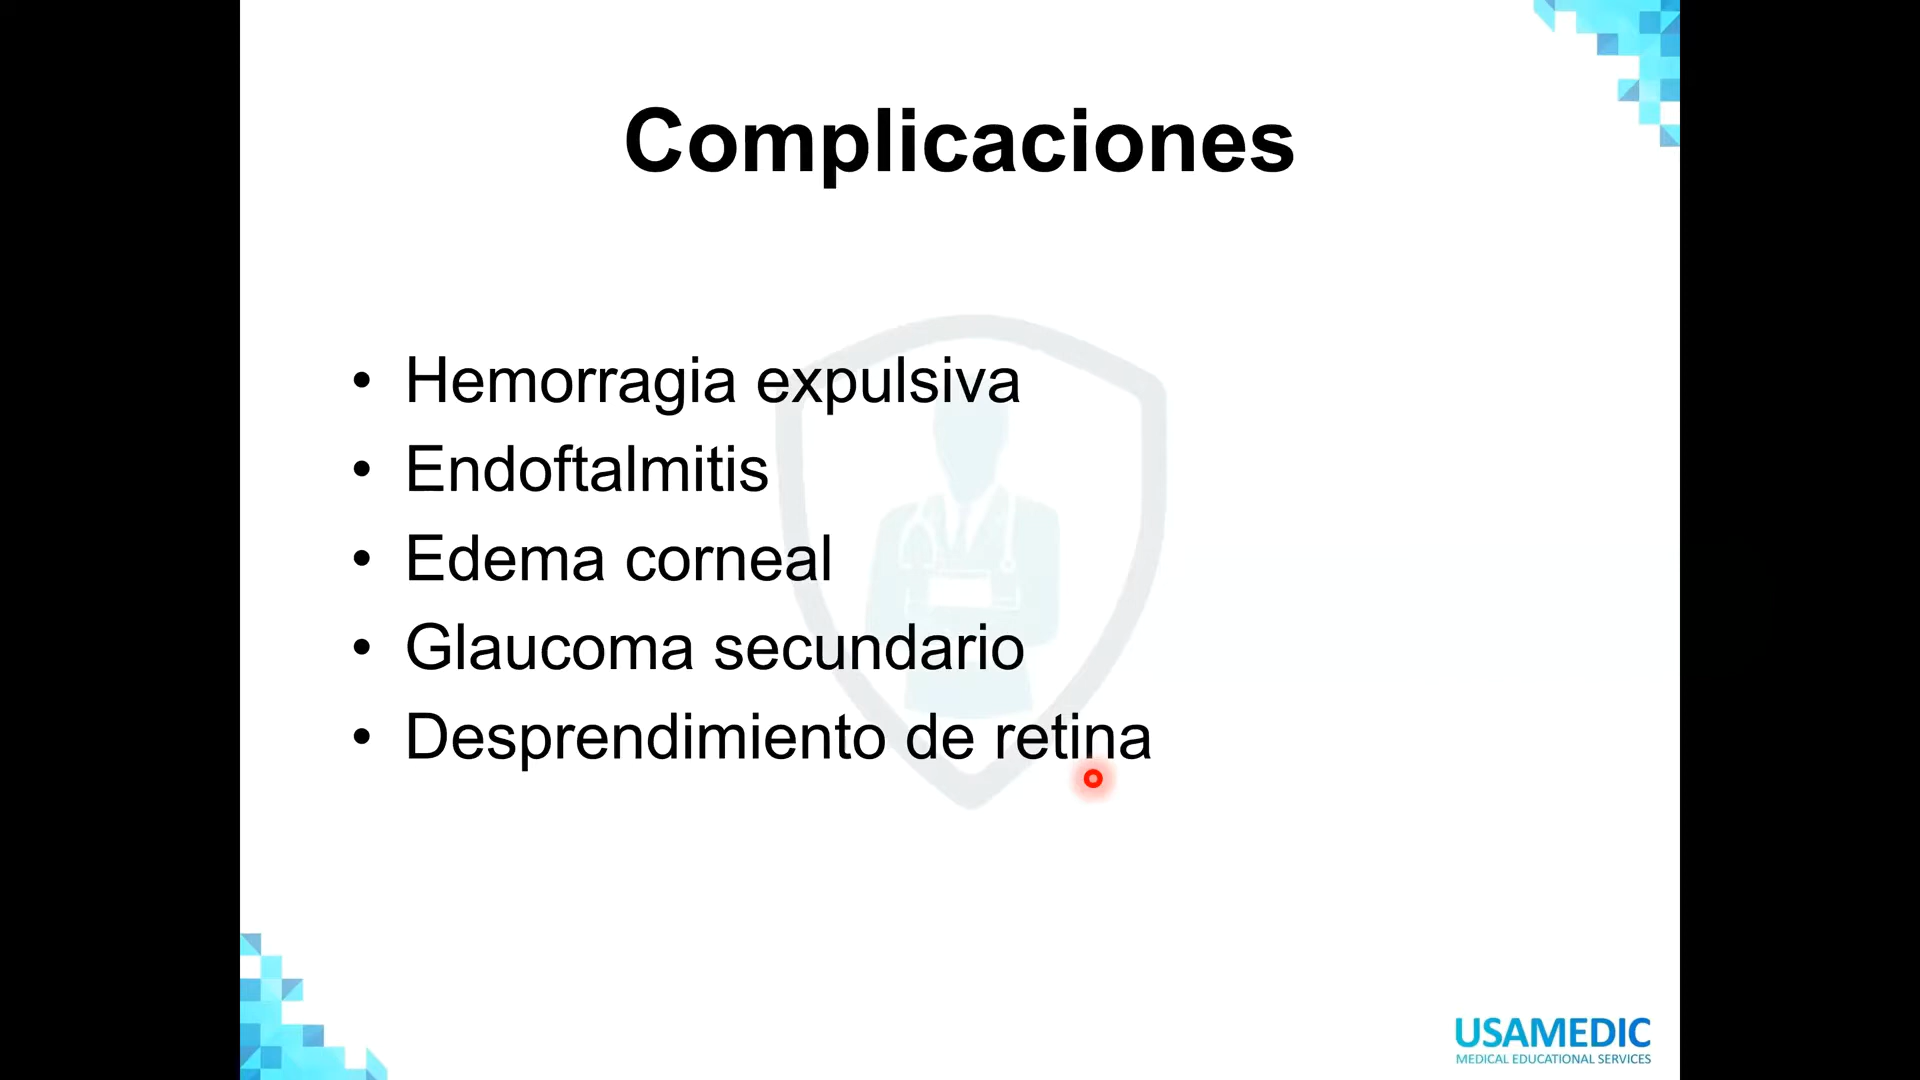 Complicaciones
• Hemorragia expulsiva
• Endoftalmitis
• Edema corneal
• Glaucoma secundario
• Desprendimiento de retina
USAMEDIC
MEDICAL EDUCATIONAL SERVICES